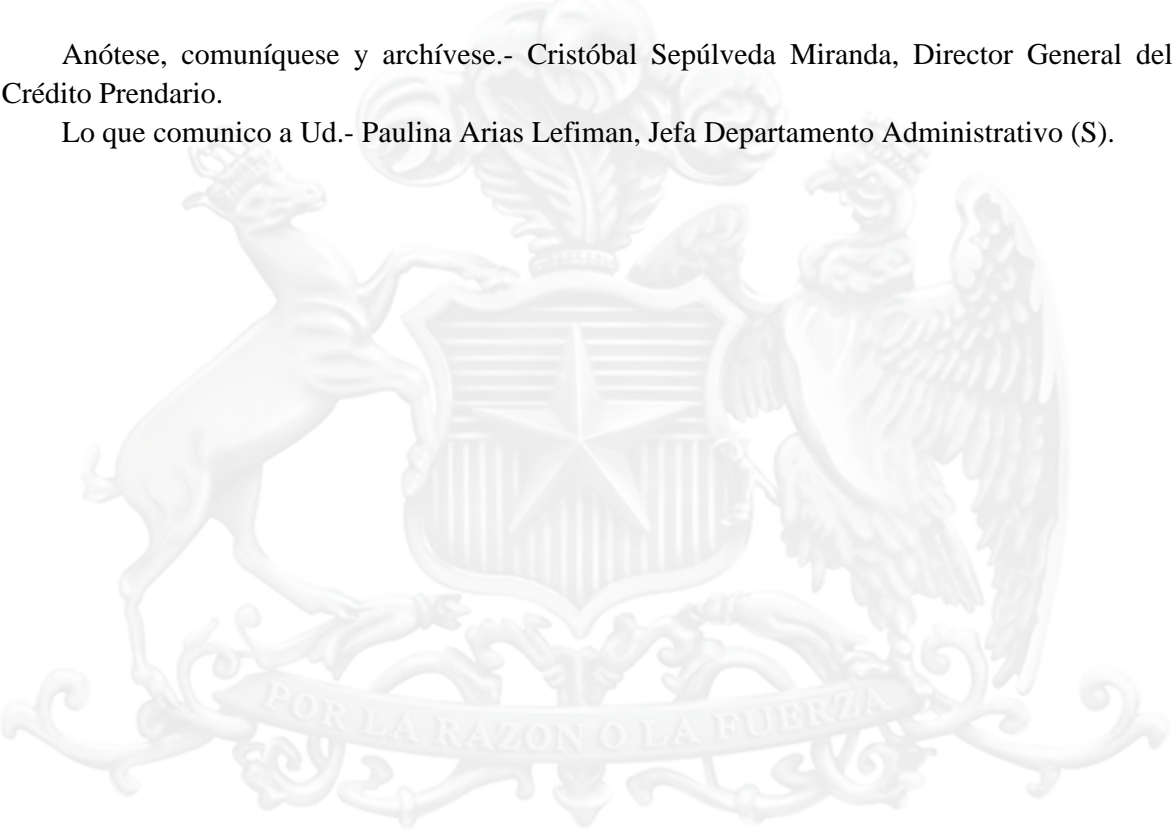 Anótese, comuníquese y archívese.- Cristóbal Sepúlveda Miranda, Director General del
Crédito Prendario.
Lo que comunico a Ud.- Paulina Arias Lefiman, Jefa Departamento Administrativo (S).
POR LA RAZON O LA FUERZA